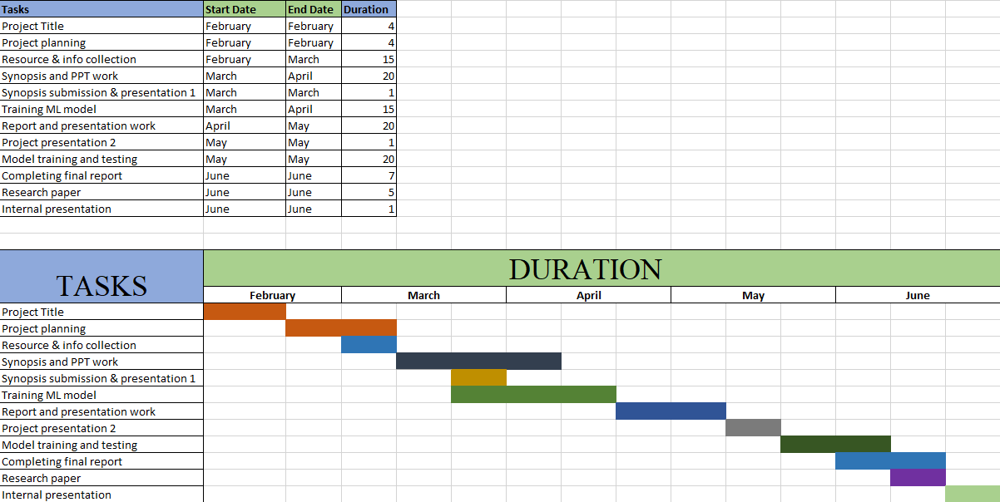 Tasks Start Date End Date Duration
Project Title February February 4
Project planning February February 4
Resource & info collection February March 15
Synopsis and PPT work March April 20
Synopsis submission & presentation 1 March March 1
Training ML model March April 15
Report and presentation work April May 20
Project presentation 2 May May 1
Model training and testing May May 20
Completing final report June June 7
Research paper June June 5
Internal presentation June June 1
TASKS DURATION
February March April May June
Project Title
Project planning
Resource & info collection
Synopsis and PPT work
Synopsis submission & presentation 1
Training ML model
Report and presentation work
Project presentation 2
Model training and testing
Completing final report
Research paper
Internal presentation